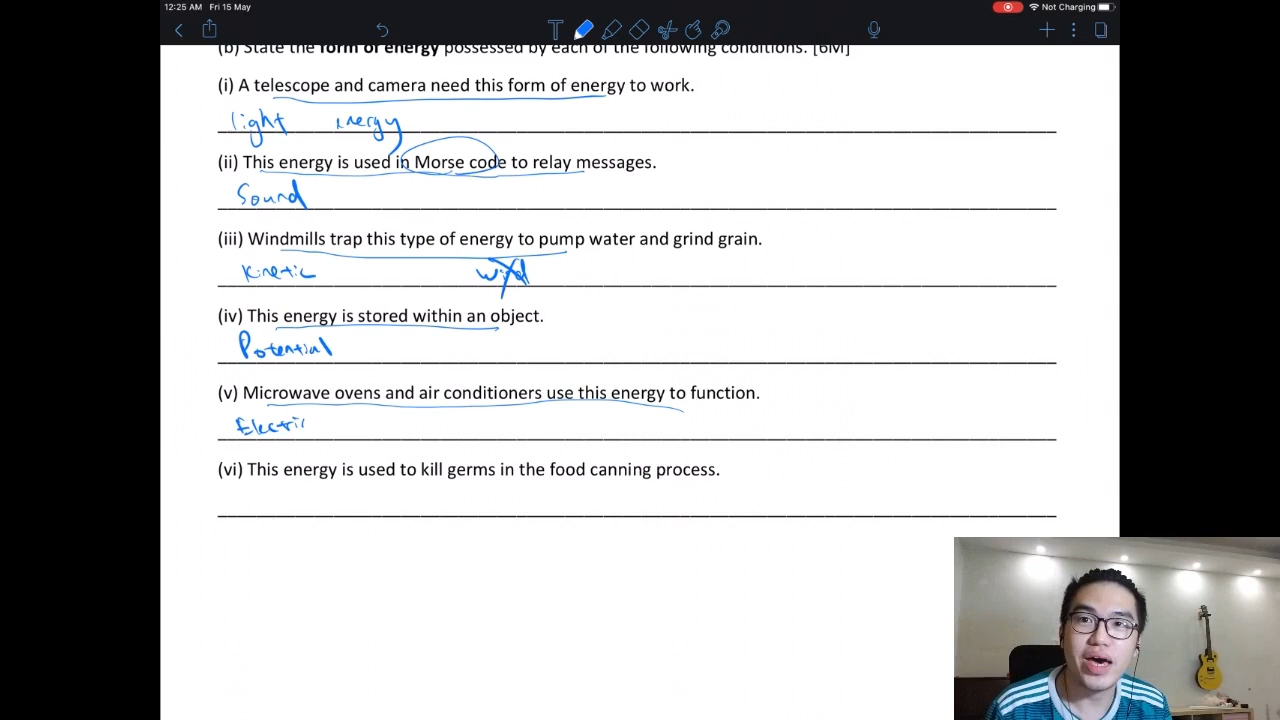 12:25 AM Fri 15 May
Not Charging
(b) State the form of energy possessed by each of the following conditions. [6M]
(i) A telescope and camera need this form of energy to work.
light energy
(ii) This energy is used in Morse code to relay messages.
Sound
(iii) Windmills trap this type of energy to pump water and grind grain.
Kinetic wind
(iv) This energy is stored within an object.
Potential
(v) Microwave ovens and air conditioners use this energy to function.
Electri
(vi) This energy is used to kill germs in the food canning process.